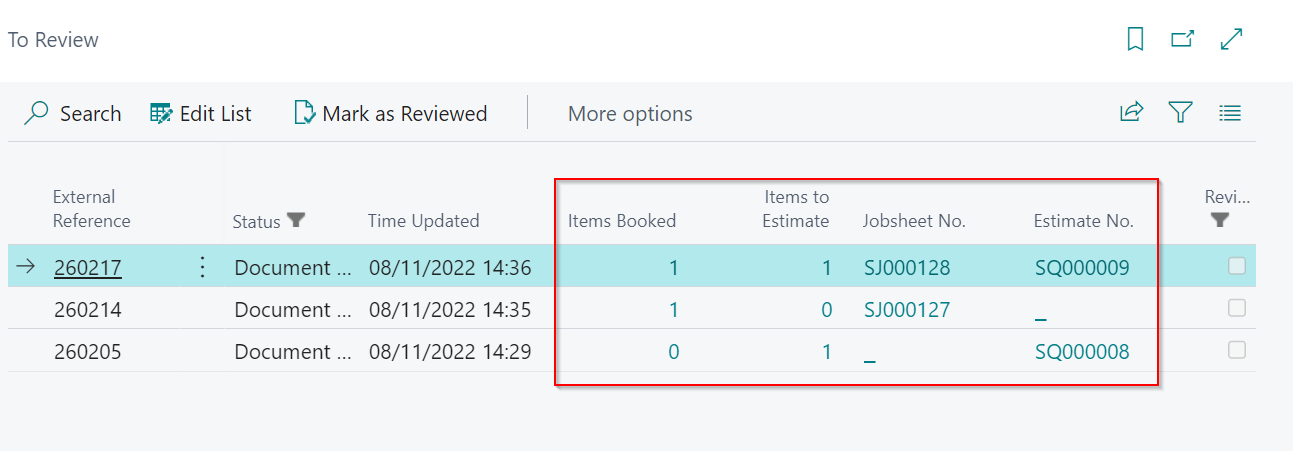 To Review
Search Edit List Mark as Reviewed More options
External Reference Status Time Updated Items Booked Items to Estimate Jobsheet No. Estimate No. Revi...
260217 Document ... 08/11/2022 14:36 1 1 SJ000128 SQ000009
260214 Document ... 08/11/2022 14:35 1 0 SJ000127 _
260205 Document ... 08/11/2022 14:29 0 1 _ SQ000008